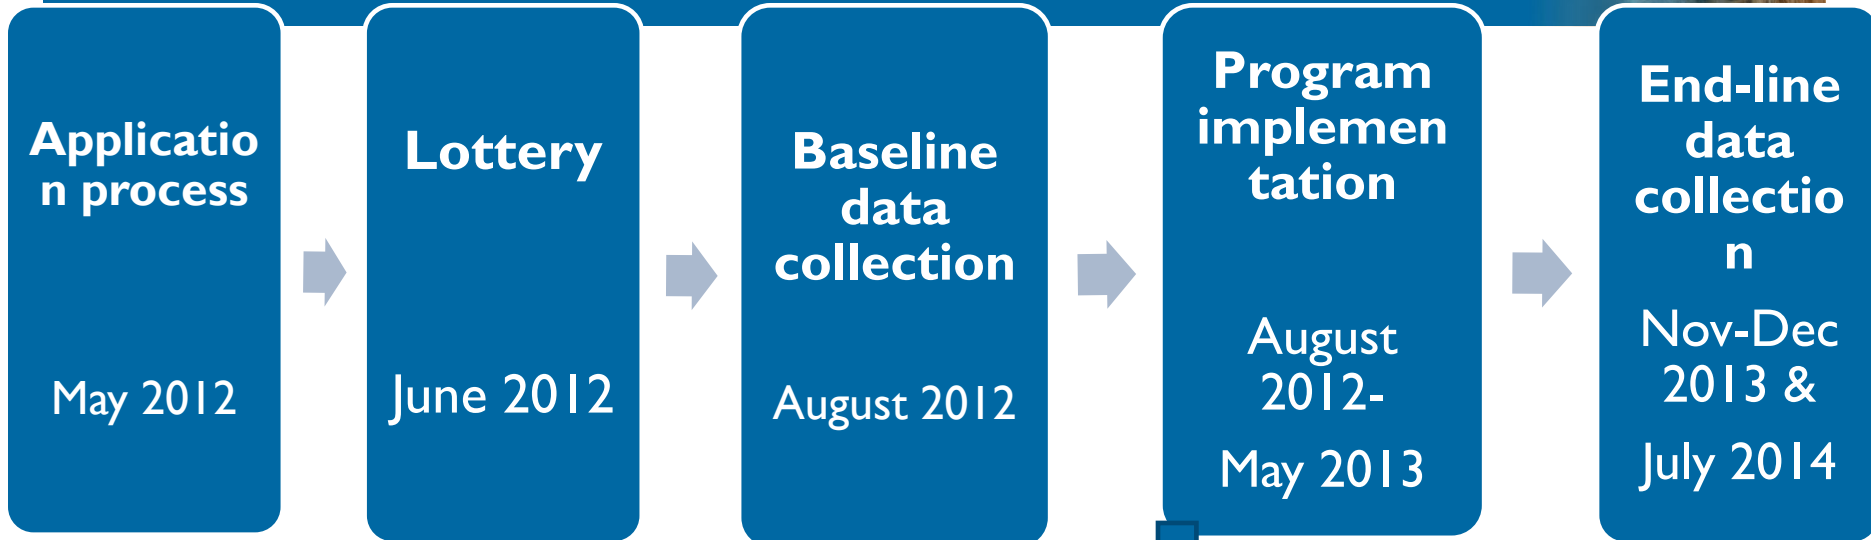 Applicatio
n process
May 2012
Lottery
June 2012
Baseline
data
collection
August 2012
Program
implemen
tation
August
2012-
May 2013
End-line
data
collectio
n
Nov-Dec
2013 &
July 2014